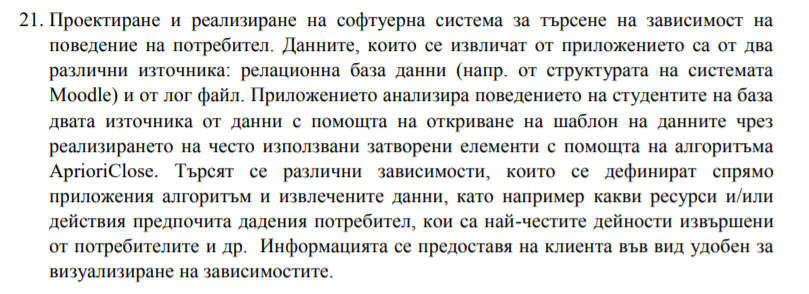 21. Проектиране и реализиране на софтуерна система за търсене на зависимост на
поведение на потребител. Данните, които се извличат от приложението са от два
различни източника: релационна база данни (напр. от структурата на системата
Moodle) и от лог файл. Приложението анализира поведението на студентите на база
двата източника от данни с помощта на откриване на шаблон на данните чрез
реализирането на често използвани затворени елементи с помощта на алгоритъма
AprioriClose. Търсят се различни зависимости, които се дефинират спрямо
приложения алгоритъм и извлечените данни, като например какви ресурси и/или
действия предпочита дадения потребител, кои са най-честите дейности извършени
от потребителите и др. Информацията се предоставя на клиента във вид удобен за
визуализиране на зависимостите.